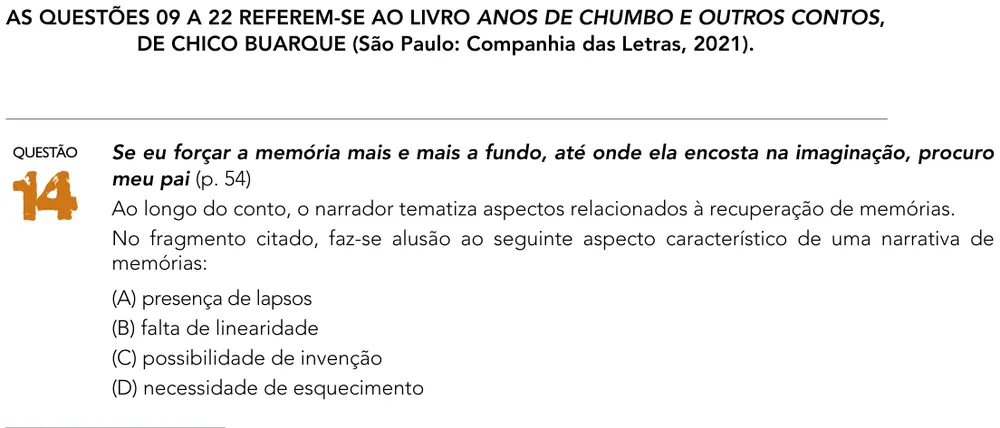 AS QUESTÕES 09 A 22 REFEREM-SE AO LIVRO ANOS DE CHUMBO E OUTROS CONTOS,
DE CHICO BUARQUE (São Paulo: Companhia das Letras, 2021).
QUESTÃO
14
Se eu forçar a memória mais e mais a fundo, até onde ela encosta na imaginação, procuro
meu pai (p. 54)
Ao longo do conto, o narrador tematiza aspectos relacionados à recuperação de memórias.
No fragmento citado, faz-se alusão ao seguinte aspecto característico de uma narrativa de
memórias:
(A) presença de lapsos
(B) falta de linearidade
(C) possibilidade de invenção
(D) necessidade de esquecimento